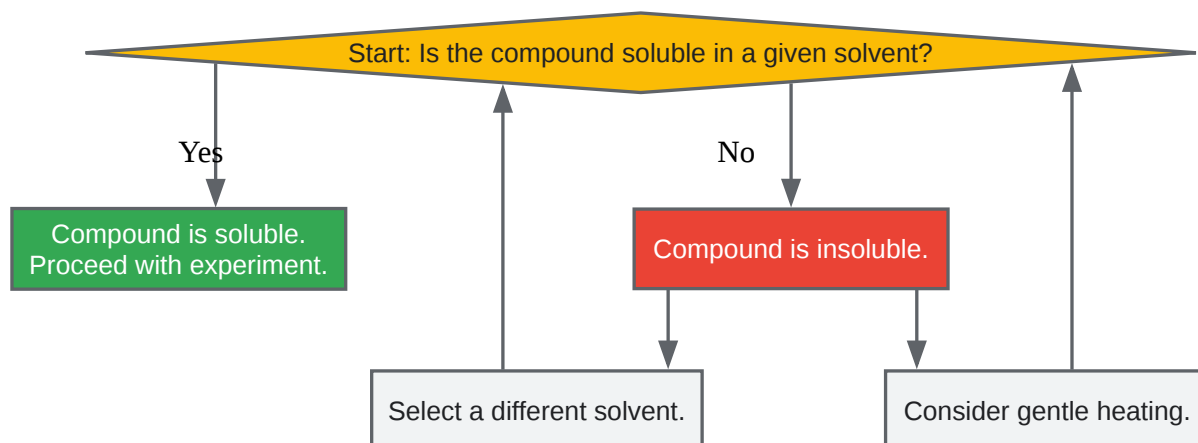 Start: Is the compound soluble in a given solvent?
Yes
No
Compound is soluble.
Proceed with experiment.
Compound is insoluble.
Select a different solvent.
Consider gentle heating.